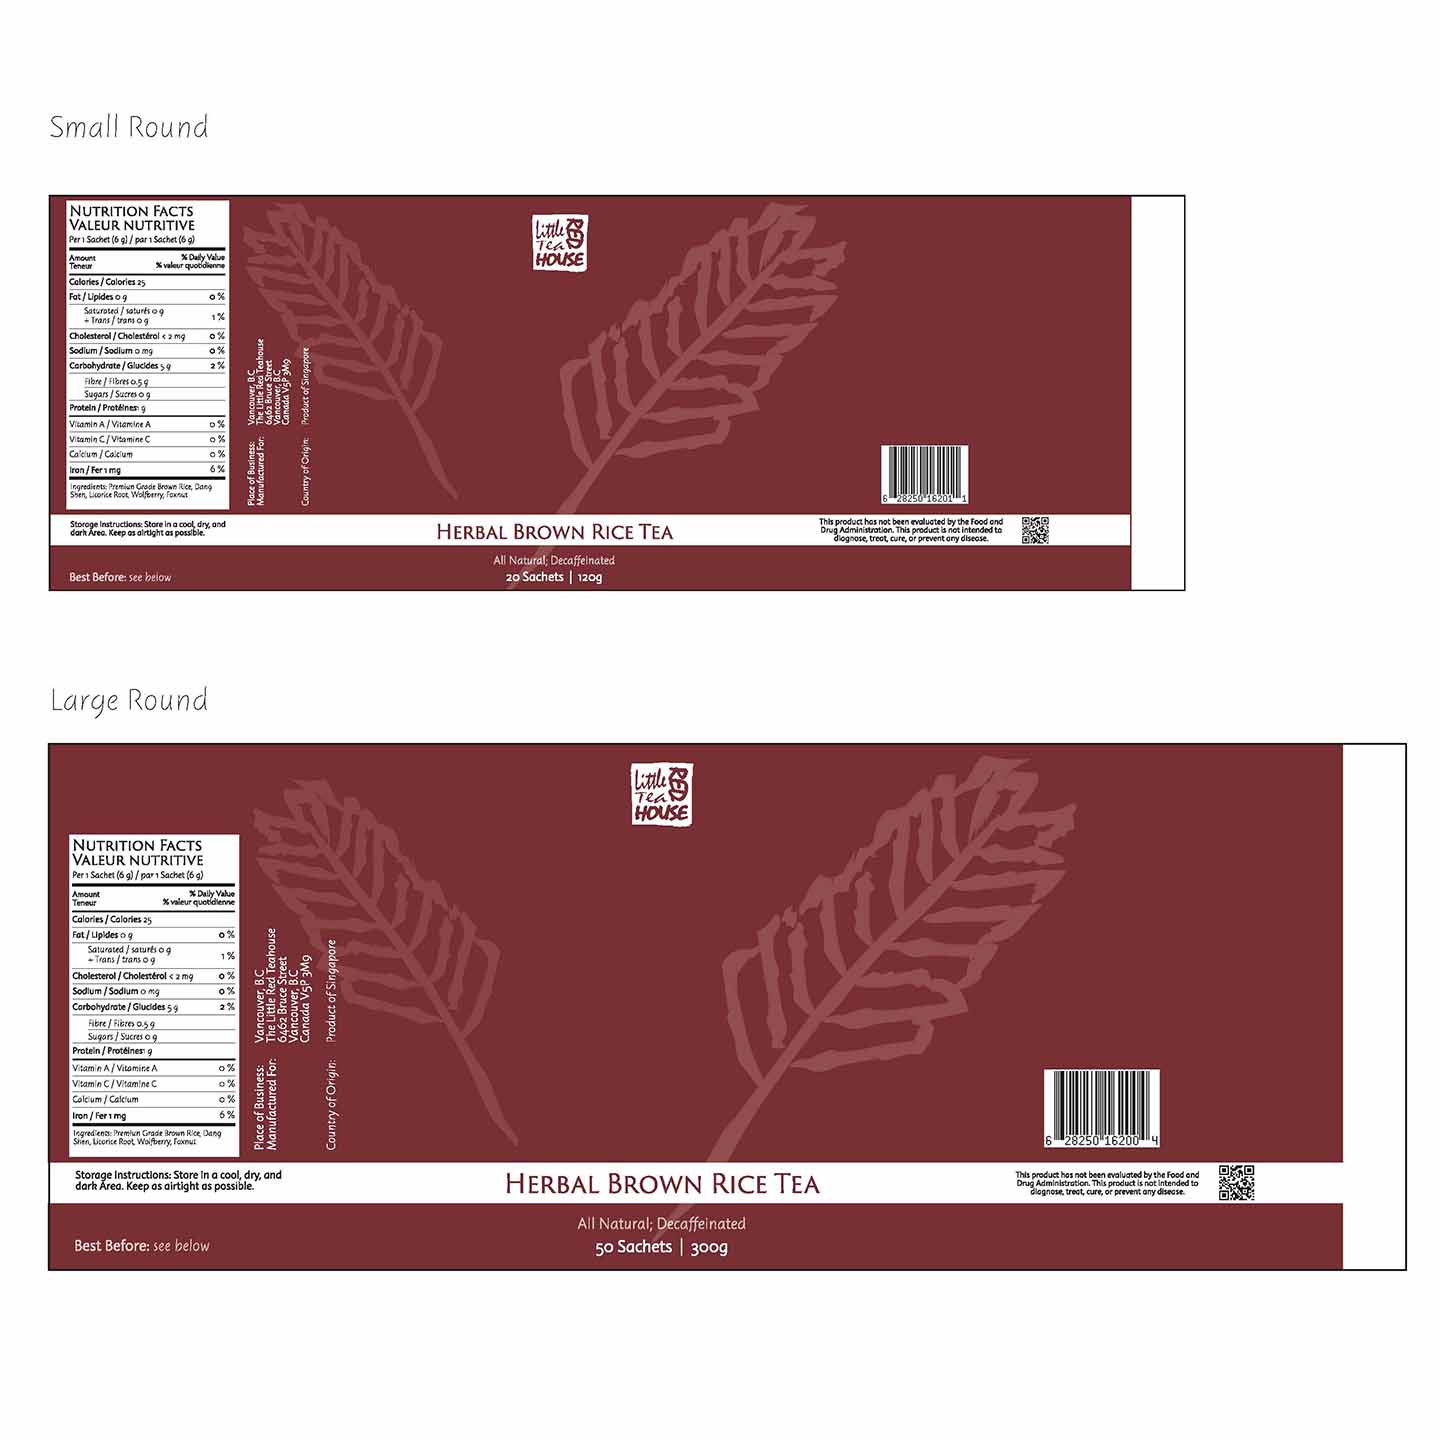 Small Round
NUTRITION FACTS
VALEUR NUTRITIVE
Per 1 Sachet (6 g) / par 1 Sachet (6 g)
Amount % Daily Value
Teneur % valeur quotidienne
Calories / Calories 25
Fat / Lipides 0 g 0 %
Saturated / saturés 0 g
+ Trans / trans 0 g 1 %
Cholesterol / Cholestérol < 2 mg 0 %
Sodium / Sodium 0 mg 0 %
Carbohydrate / Glucides 5 g 2 %
Fibre / Fibres 0.5 g
Sugars / Sucres 0 g
Protein / Protéines1 g
Vitamin A / Vitamine A 0 %
Vitamin C / Vitamine C 0 %
Calcium / Calcium 0 %
Iron / Fer 1 mg 6 %
Ingredients: Premiun Grade Brown Rice, Dang
Shen, Licorice Root, Wolfberry, Foxnut
Place of Business: Vancouver, B.C
Manufactured For: The Little Red Teahouse
6462 Bruce Street
Vancouver, B.C
Canada V5P 3M9
Country of Origin: Product of Singapore
Little RED
Tea
HOUSE
6 28250 16201 1
Storage Instructions: Store in a cool, dry, and
dark Area. Keep as airtight as possible.
HERBAL BROWN RICE TEA
This product has not been evaluated by the Food and
Drug Administration. This product is not intended to
diagnose, treat, cure, or prevent any disease.
All Natural; Decaffeinated
20 Sachets | 120g
Best Before: see below
Large Round
NUTRITION FACTS
VALEUR NUTRITIVE
Per 1 Sachet (6 g) / par 1 Sachet (6 g)
Amount % Daily Value
Teneur % valeur quotidienne
Calories / Calories 25
Fat / Lipides 0 g 0 %
Saturated / saturés 0 g
+ Trans / trans 0 g 1 %
Cholesterol / Cholestérol < 2 mg 0 %
Sodium / Sodium 0 mg 0 %
Carbohydrate / Glucides 5 g 2 %
Fibre / Fibres 0.5 g
Sugars / Sucres 0 g
Protein / Protéines1 g
Vitamin A / Vitamine A 0 %
Vitamin C / Vitamine C 0 %
Calcium / Calcium 0 %
Iron / Fer 1 mg 6 %
Ingredients: Premiun Grade Brown Rice, Dang
Shen, Licorice Root, Wolfberry, Foxnut
Place of Business: Vancouver, B.C
Manufactured For: The Little Red Teahouse
6462 Bruce Street
Vancouver, B.C
Canada V5P 3M9
Country of Origin: Product of Singapore
Little RED
Tea
HOUSE
6 28250 16200 4
Storage Instructions: Store in a cool, dry, and
dark Area. Keep as airtight as possible.
HERBAL BROWN RICE TEA
This product has not been evaluated by the Food and
Drug Administration. This product is not intended to
diagnose, treat, cure, or prevent any disease.
All Natural; Decaffeinated
50 Sachets | 300g
Best Before: see below